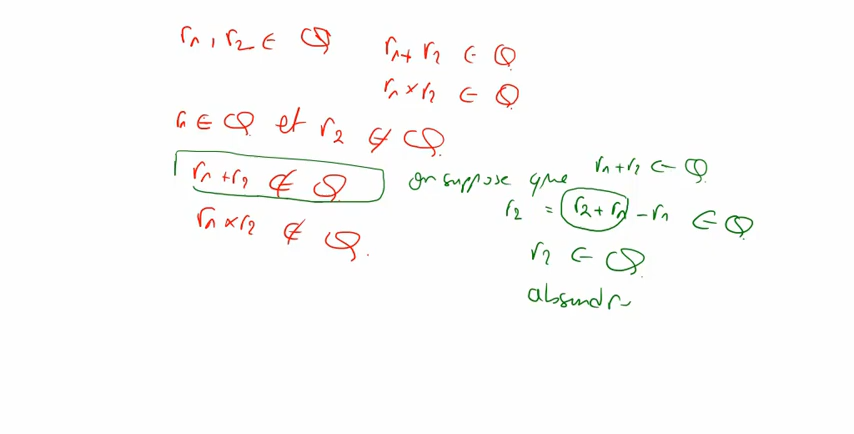 r₁, r₂ ∈ ℚ
r₁ + r₂ ∈ ℚ
r₁ × r₂ ∈ ℚ
r₁ ∈ ℚ et r₂ ∉ ℚ
r₁ + r₂ ∉ ℚ
r₁ × r₂ ∉ ℚ.
on suppose que r₁ + r₂ ∈ ℚ
r₂ = r₂ + r₁ - r₁ ∈ ℚ
r₂ ∈ ℚ
absurde